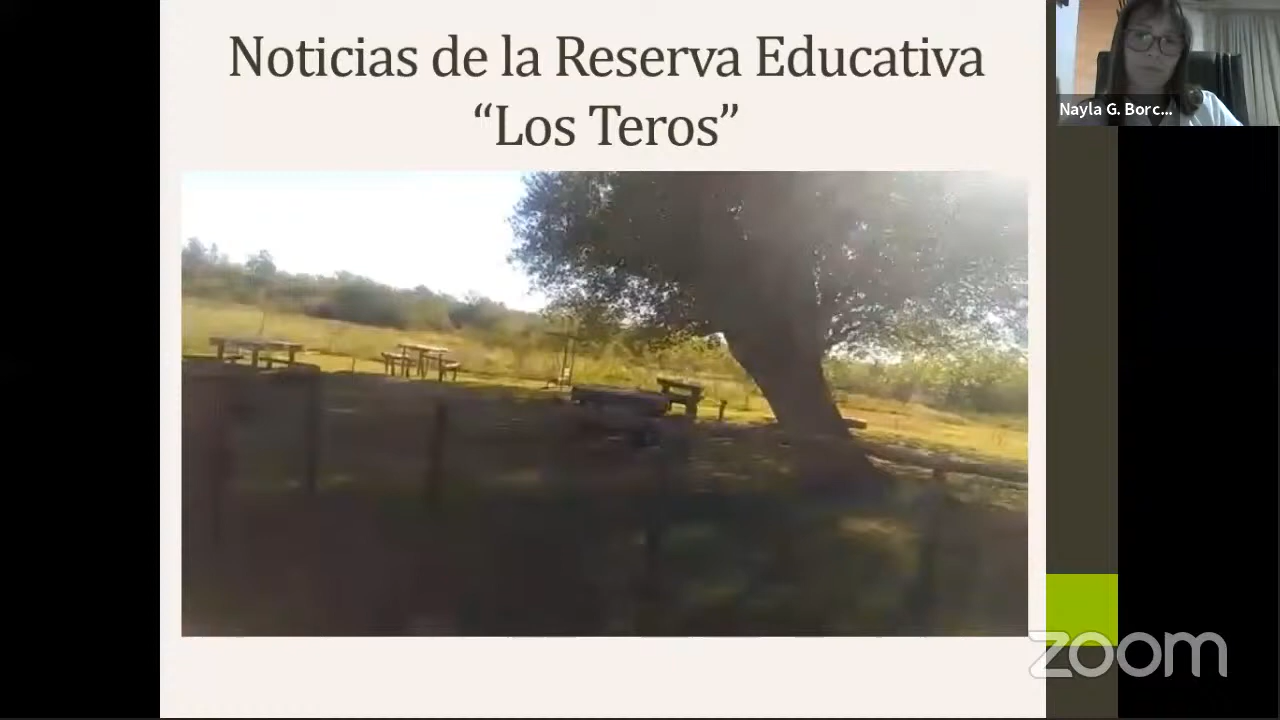 Noticias de la Reserva Educativa
“Los Teros”
Nayla G. Borc...
zoom